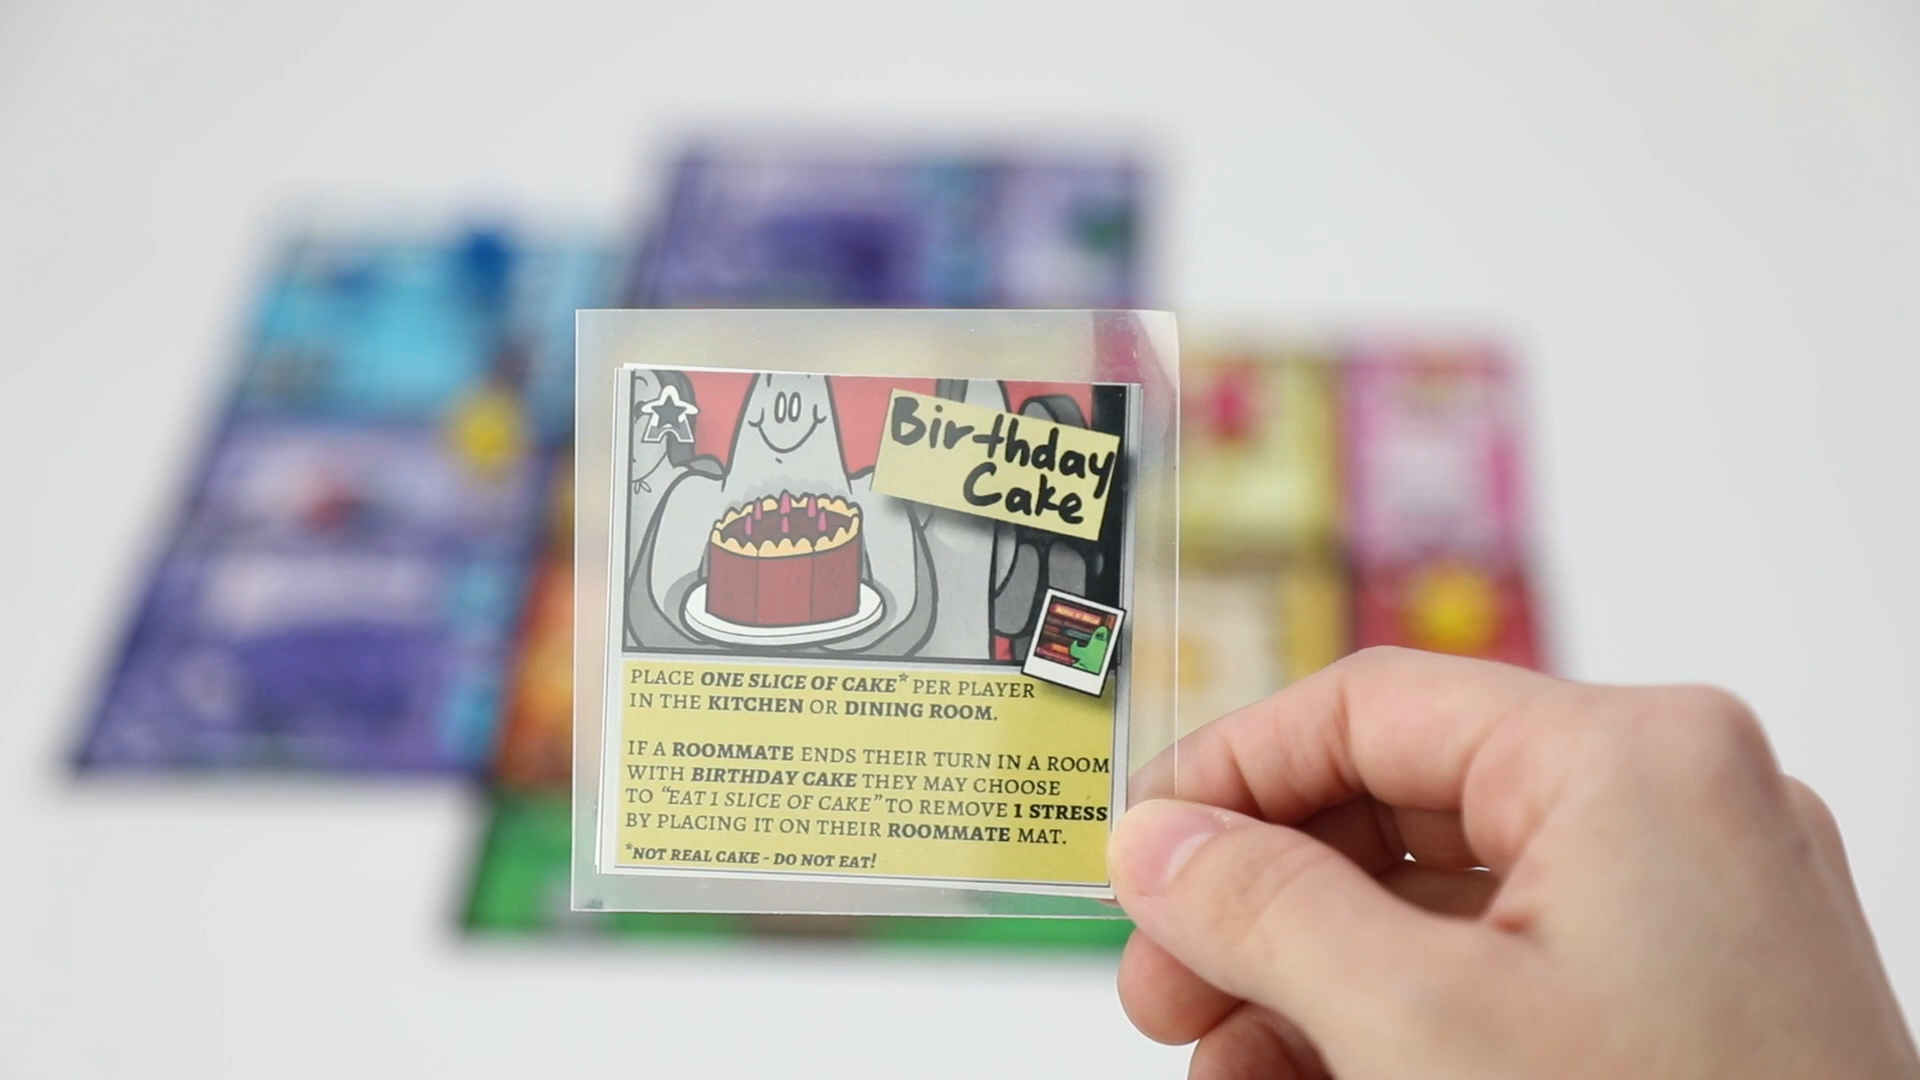 Birthday
Cake
PLACE ONE SLICE OF CAKE* PER PLAYER
IN THE KITCHEN OR DINING ROOM.
IF A ROOMMATE ENDS THEIR TURN IN A ROOM
WITH BIRTHDAY CAKE THEY MAY CHOOSE
TO “EAT 1 SLICE OF CAKE” TO REMOVE 1 STRESS
BY PLACING IT ON THEIR ROOMMATE MAT.
*NOT REAL CAKE - DO NOT EAT!